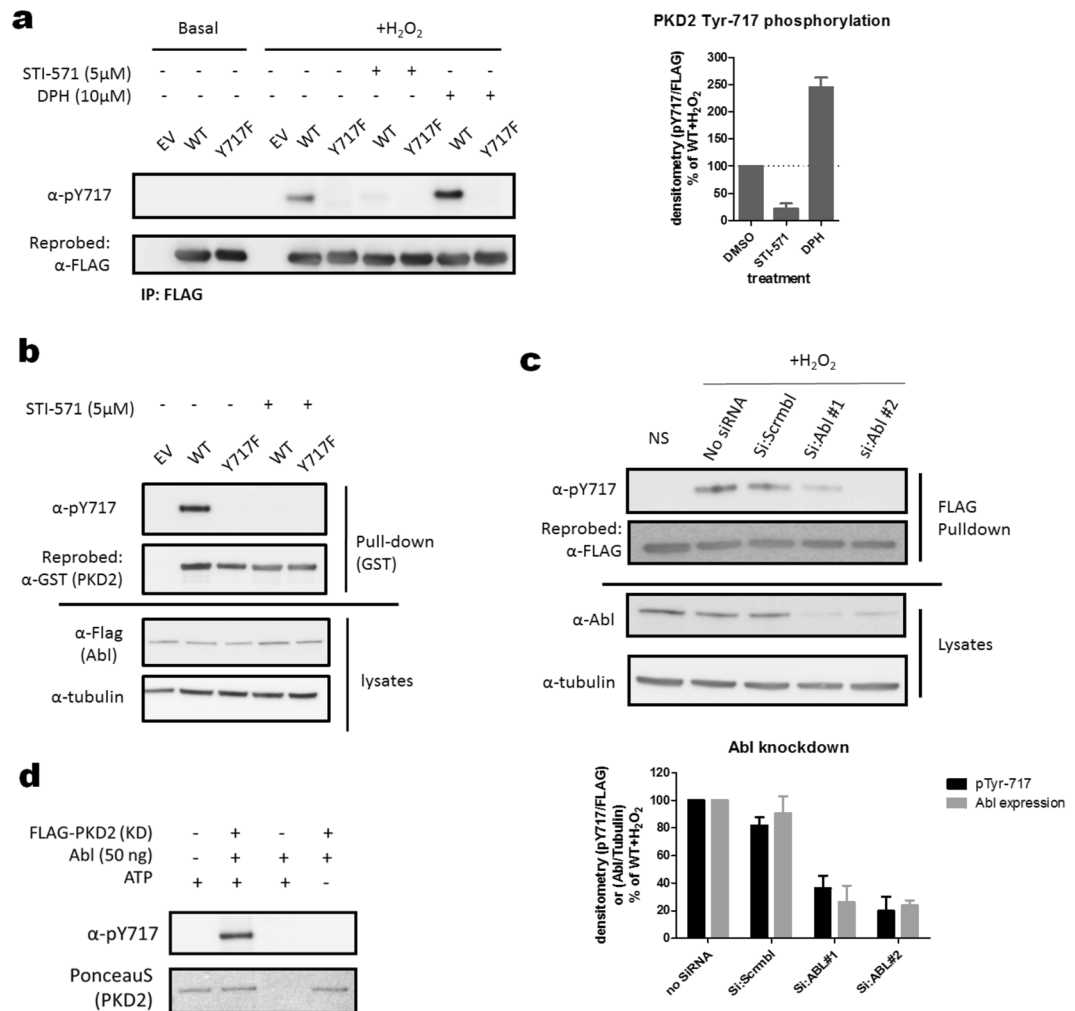 a
Basal
+H₂O₂
STI-571 (5μM) - - - - - - + + - -
DPH (10μM) - - - - - - - - + +
EV WT Y717F EV WT Y717F WT Y717F WT Y717F
α-pY717
Reprobed:
α-FLAG
IP: FLAG
PKD2 Tyr-717 phosphorylation
densitometry (pY717/FLAG)
% of WT+H₂O₂
300
250
200
150
100
50
0
DMSO STI-571 DPH
treatment
b
STI-571 (5μM) - - - + +
EV WT Y717F WT Y717F
α-pY717
Reprobed:
α-GST (PKD2)
Pull-down
(GST)
α-Flag
(Abl)
α-tubulin
lysates
c
+H₂O₂
NS No siRNA Si:Scrmbl Si:Abl #1 si:Abl #2
α-pY717
Reprobed:
α-FLAG
FLAG
Pulldown
α-Abl
α-tubulin
Lysates
Abl knockdown
densitometry (pY717/FLAG)
or (Abl/Tubulin)
% of WT+H₂O₂
120
100
80
60
40
20
0
no SiRNA Si:Scrmbl Si:ABL#1 Si:ABL#2
pTyr-717
Abl expression
d
FLAG-PKD2 (KD) - + - +
Abl (50 ng) - + + +
ATP + + + -
α-pY717
PonceauS
(PKD2)